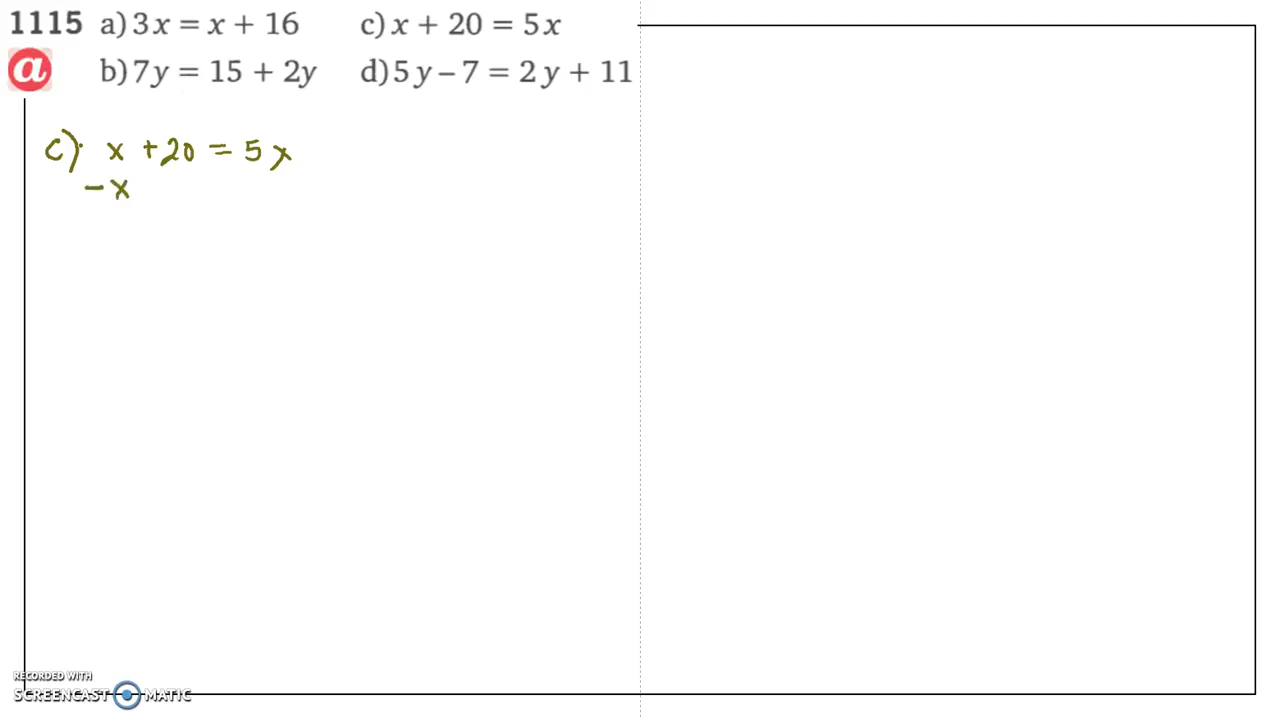 1115 a) 3x = x + 16 c) x + 20 = 5x
a b) 7y = 15 + 2y d) 5y – 7 = 2y + 11
c) x + 20 = 5x
– x
RECORDED WITH
SCREENCAST MATIC